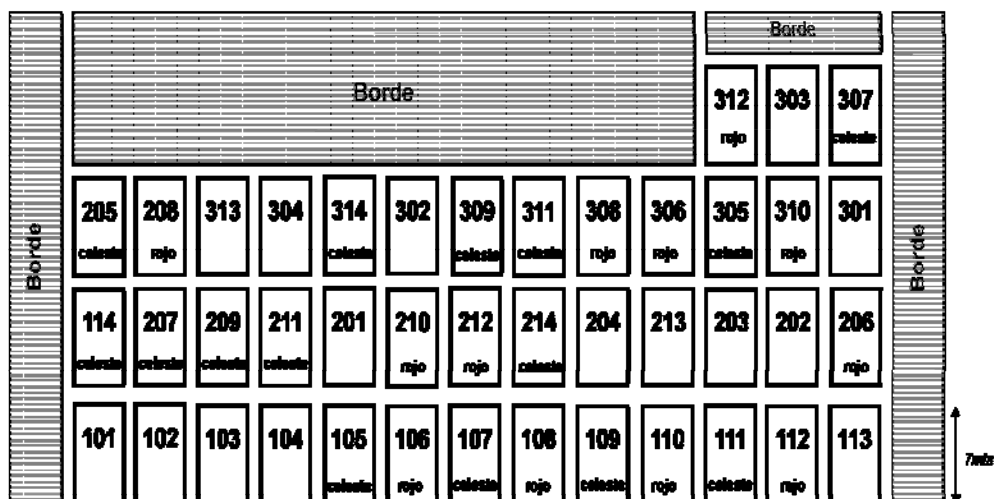 Borde
Borde
312 303 307
rojo celeste
205 208 313 304 314 302 309 311 308 306 305 310 301
celeste rojo celeste celeste celeste rojo rojo celeste rojo
Borde
Borde
114 207 209 211 201 210 212 214 204 213 203 202 206
celeste celeste celeste celeste rojo rojo celeste rojo
101 102 103 104 105 106 107 108 109 110 111 112 113
celeste rojo celeste rojo celeste rojo celeste rojo
7mts